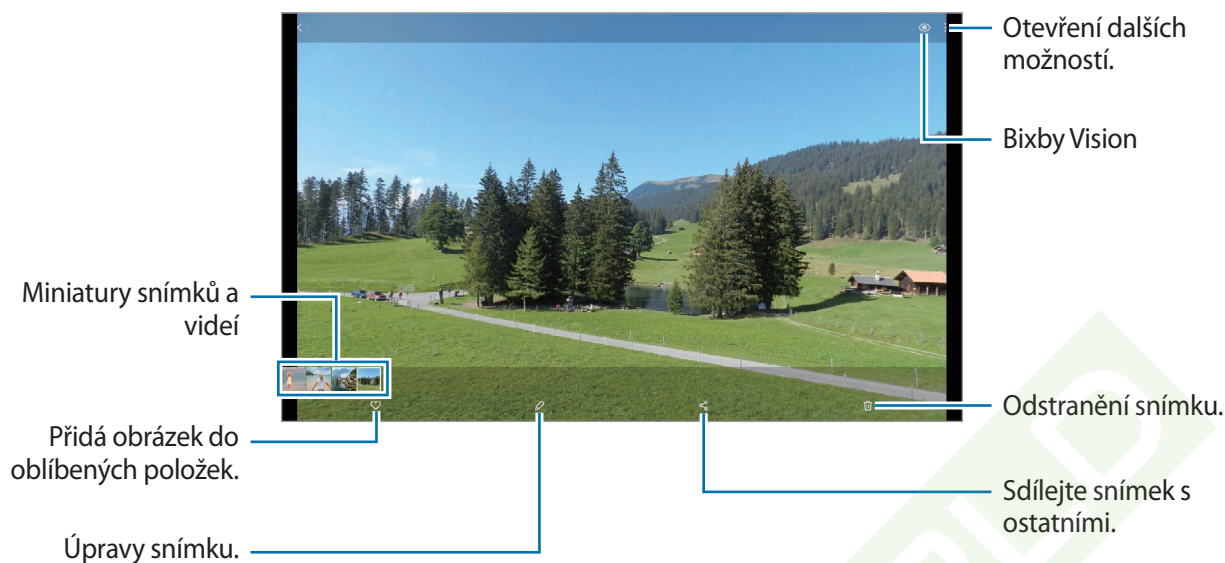 Otevření dalších
možností.
Bixby Vision
Miniatury snímků a
videí
Přidá obrázek do
oblíbených položek.
Odstranění snímku.
Sdílejte snímek s
ostatními.
Úpravy snímku.